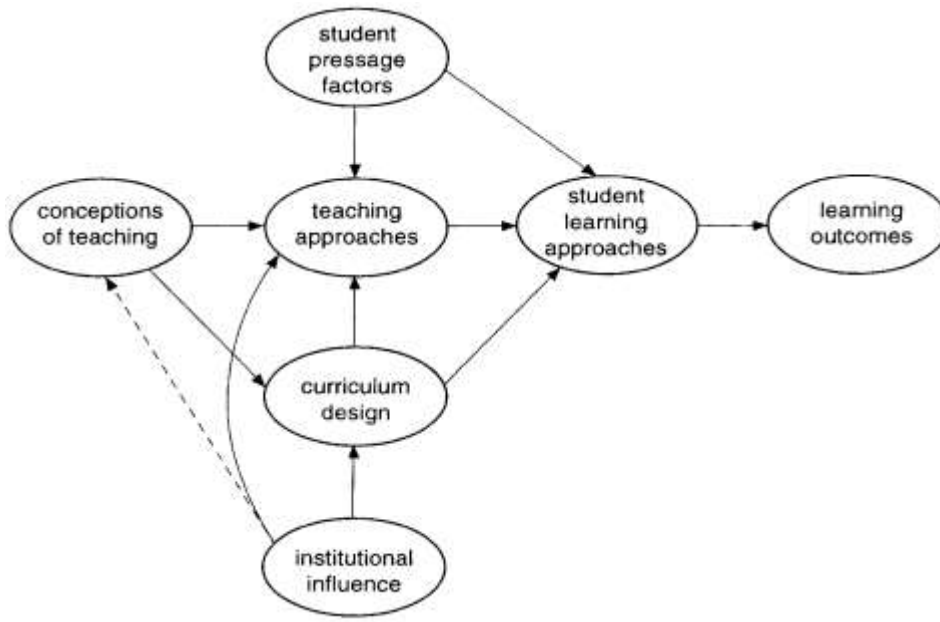 student
pressage
factors
conceptions
of teaching
teaching
approaches
student
learning
approaches
learning
outcomes
curriculum
design
institutional
influence